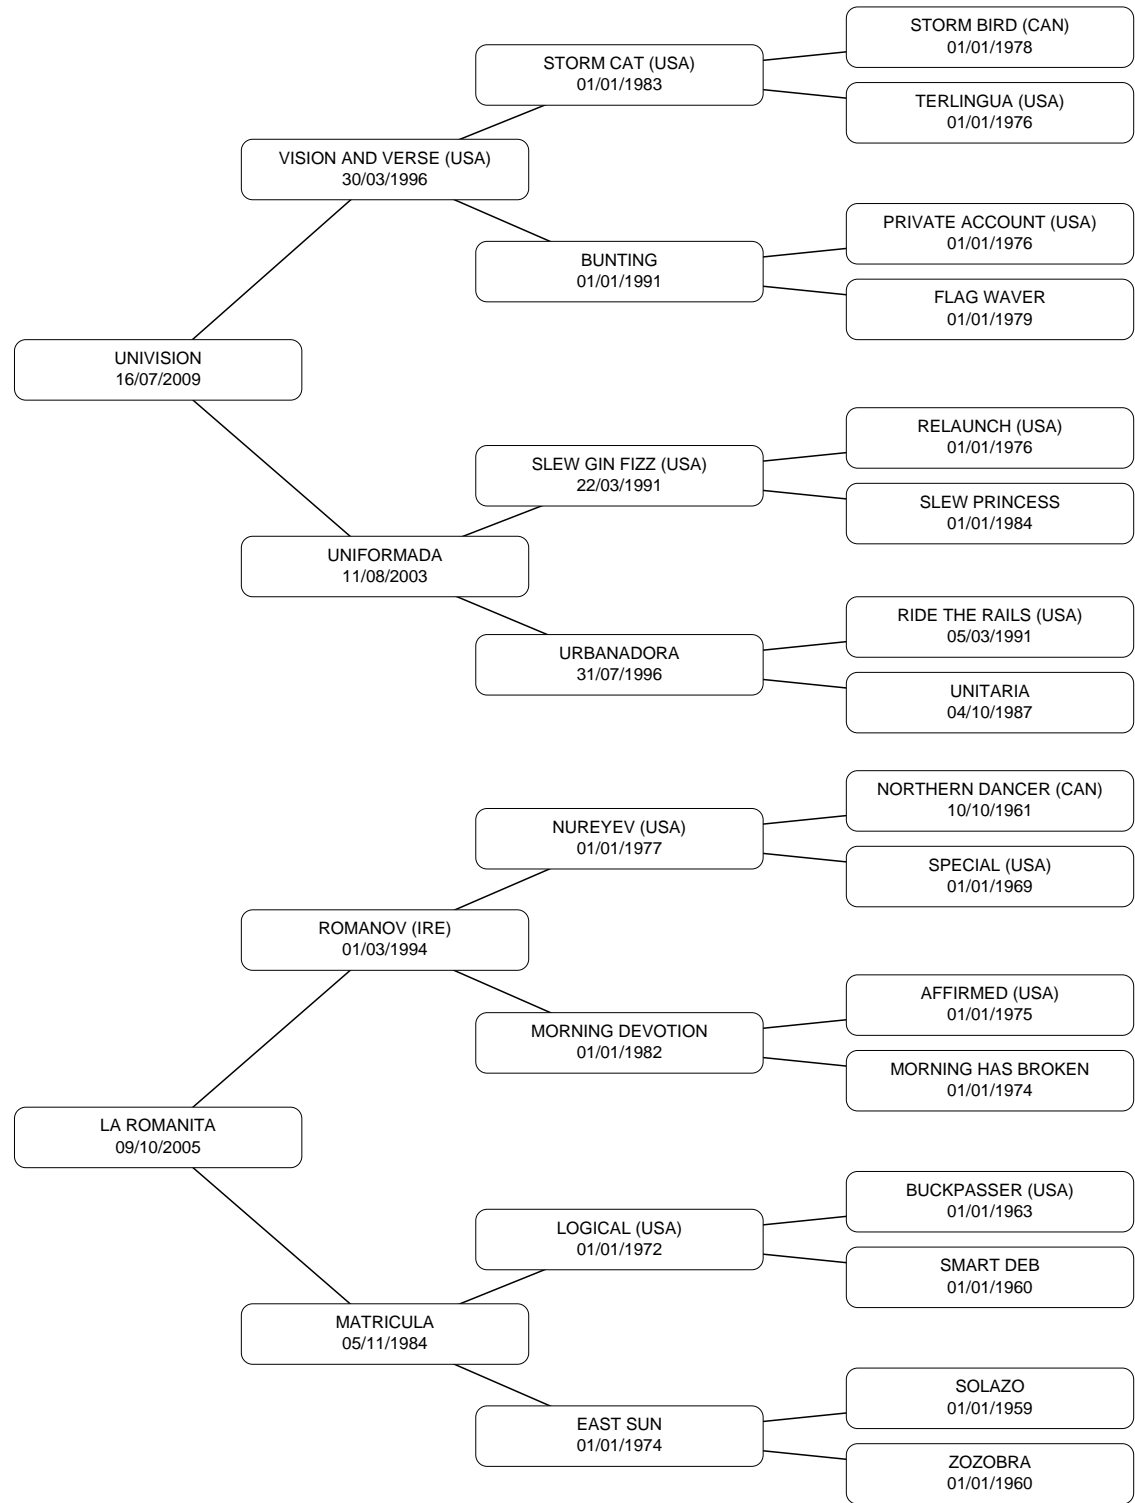 STORM BIRD (CAN)
01/01/1978
STORM CAT (USA)
01/01/1983
TERLINGUA (USA)
01/01/1976
VISION AND VERSE (USA)
30/03/1996
PRIVATE ACCOUNT (USA)
01/01/1976
BUNTING
01/01/1991
FLAG WAVER
01/01/1979
UNIVISION
16/07/2009
RELAUNCH (USA)
01/01/1976
SLEW GIN FIZZ (USA)
22/03/1991
SLEW PRINCESS
01/01/1984
UNIFORMADA
11/08/2003
RIDE THE RAILS (USA)
05/03/1991
URBANADORA
31/07/1996
UNITARIA
04/10/1987
NORTHERN DANCER (CAN)
10/10/1961
NUREYEV (USA)
01/01/1977
SPECIAL (USA)
01/01/1969
ROMANOV (IRE)
01/03/1994
AFFIRMED (USA)
01/01/1975
MORNING DEVOTION
01/01/1982
MORNING HAS BROKEN
01/01/1974
LA ROMANITA
09/10/2005
BUCKPASSER (USA)
01/01/1963
LOGICAL (USA)
01/01/1972
SMART DEB
01/01/1960
MATRICULA
05/11/1984
SOLAZO
01/01/1959
EAST SUN
01/01/1974
ZOZOBRA
01/01/1960